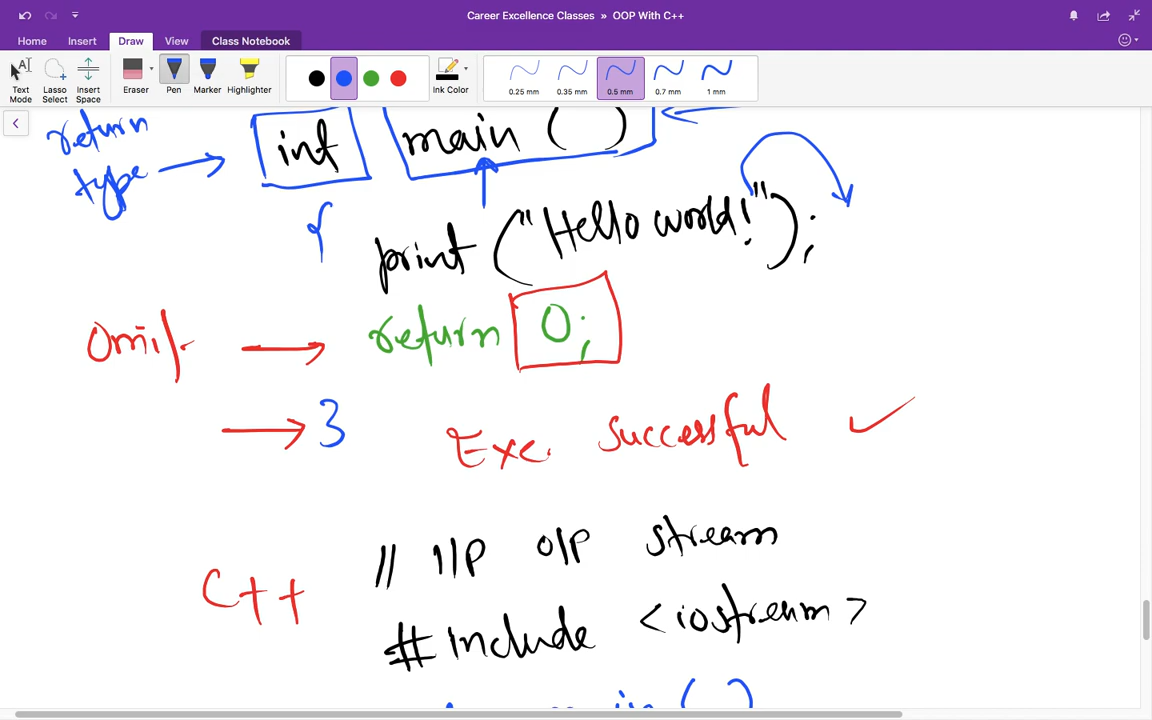 Career Excellence Classes » OOP With C++
Home Insert Draw View Class Notebook
Text Mode Lasso Select Insert Space Eraser Pen Marker Highlighter Ink Color 0.25 mm 0.35 mm 0.5 mm 0.7 mm 1 mm
return type → int main ( )
{
print ("Hello world!");
Omit → return 0;
→ }
Exe. successful ✓
// I/P O/P stream
C++
# include <iostream>
main ( )